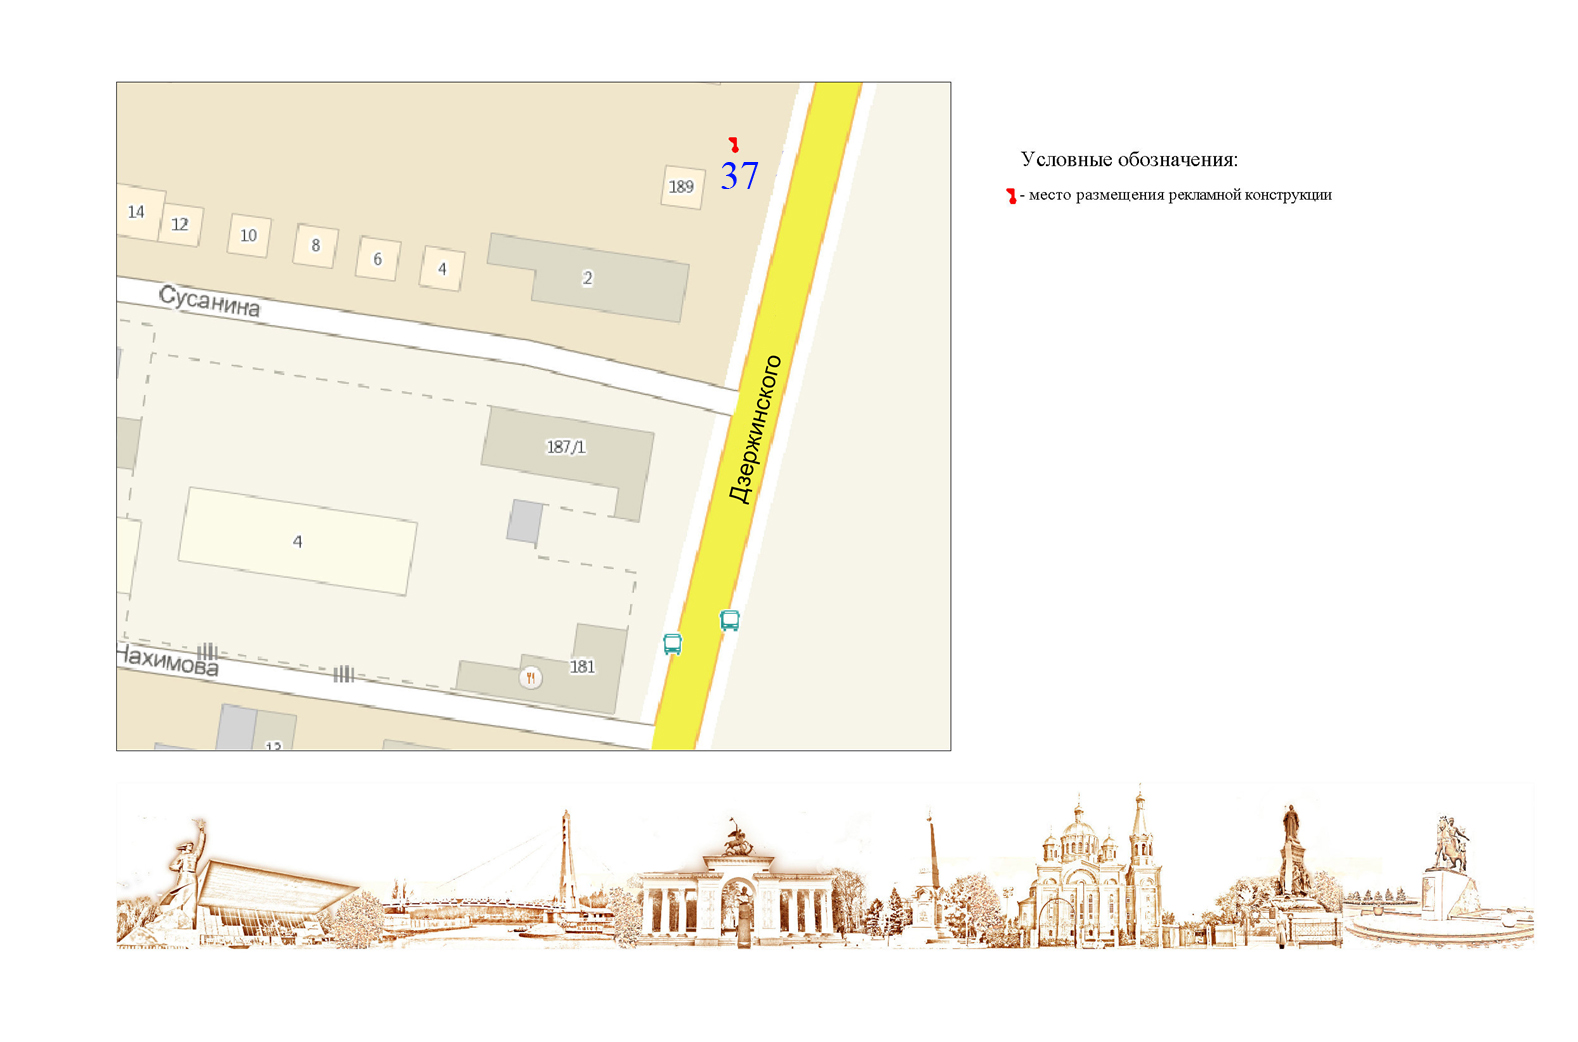 Условные обозначения:
- место размещения рекламной конструкции
37
189
14
12
10
8
6
4
2
Сусанина
Дзержинского
187/1
4
181
Нахимова
13